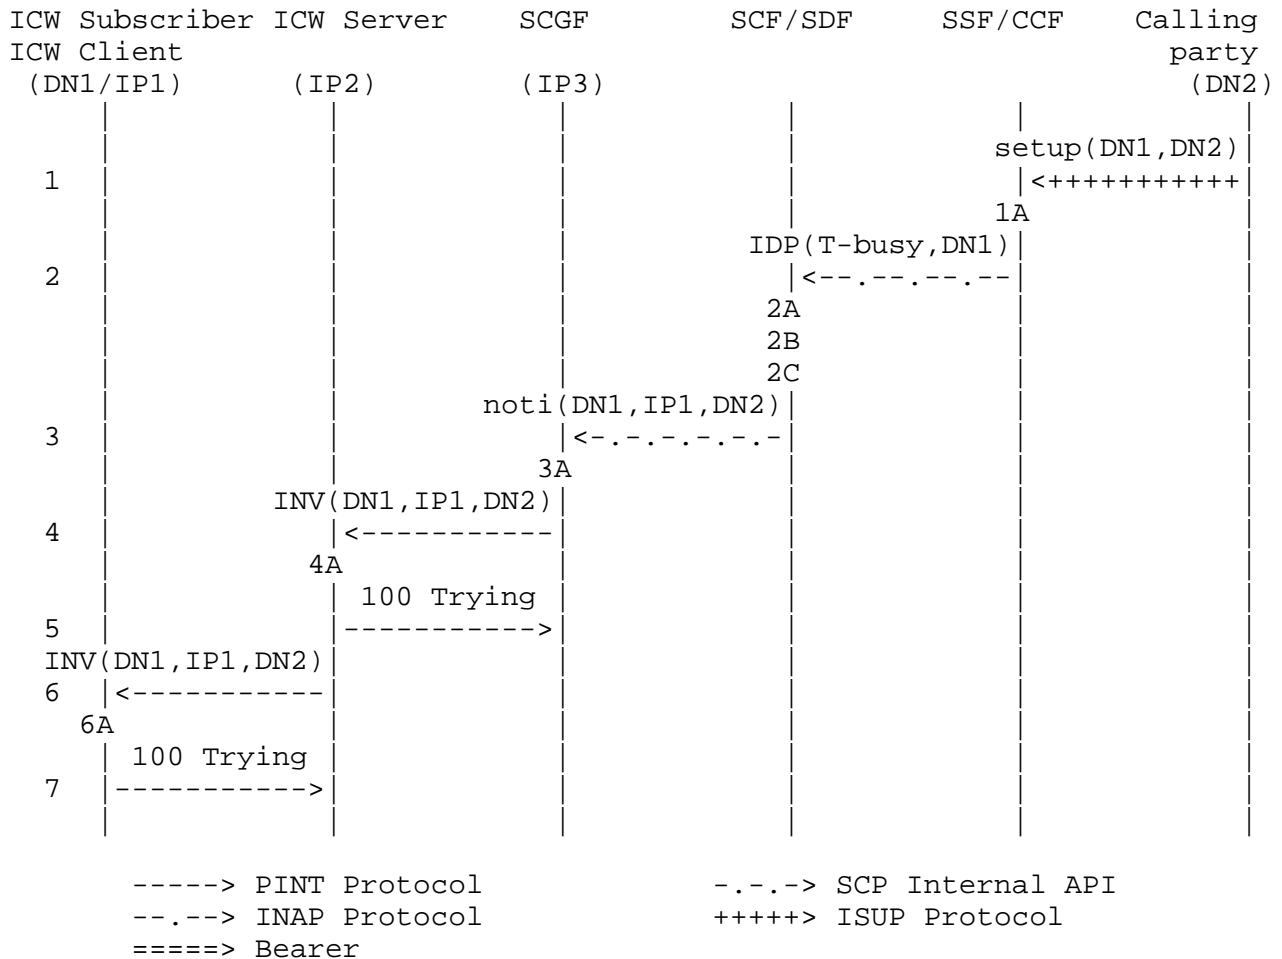 ICW Subscriber ICW Server    SCGF        SCF/SDF     SSF/CCF    Calling
ICW Client                                                        party
 (DN1/IP1)      (IP2)        (IP3)                                 (DN2)
     |            |            |            |            |            |
     |            |            |            |          setup(DN1,DN2)|
 1   |            |            |            |            |<+++++++++++|
     |            |            |            |           1A            |
     |            |            |          IDP(T-busy,DN1)|            |
 2   |            |            |            |<--.--.--.--|            |
     |            |            |           2A            |            |
     |            |            |           2B            |            |
     |            |            |           2C            |            |
     |            |          noti(DN1,IP1,DN2)|            |            |
 3   |            |            |<-.-.-.-.-.-|            |            |
     |            |           3A            |            |            |
     |         INV(DN1,IP1,DN2)|            |            |            |
 4   |            |<-----------|            |            |            |
     |           4A            |            |            |            |
     |            | 100 Trying |            |            |            |
 5   |            |----------->|            |            |            |
  INV(DN1,IP1,DN2)|            |            |            |            |
 6   |<-----------|            |            |            |            |
    6A            |            |            |            |            |
     | 100 Trying |            |            |            |            |
 7   |----------->|            |            |            |            |
     |            |            |            |            |            |
-----> PINT Protocol             -.-.-> SCP Internal API
--.--> INAP Protocol             +++++> ISUP Protocol
=====> Bearer